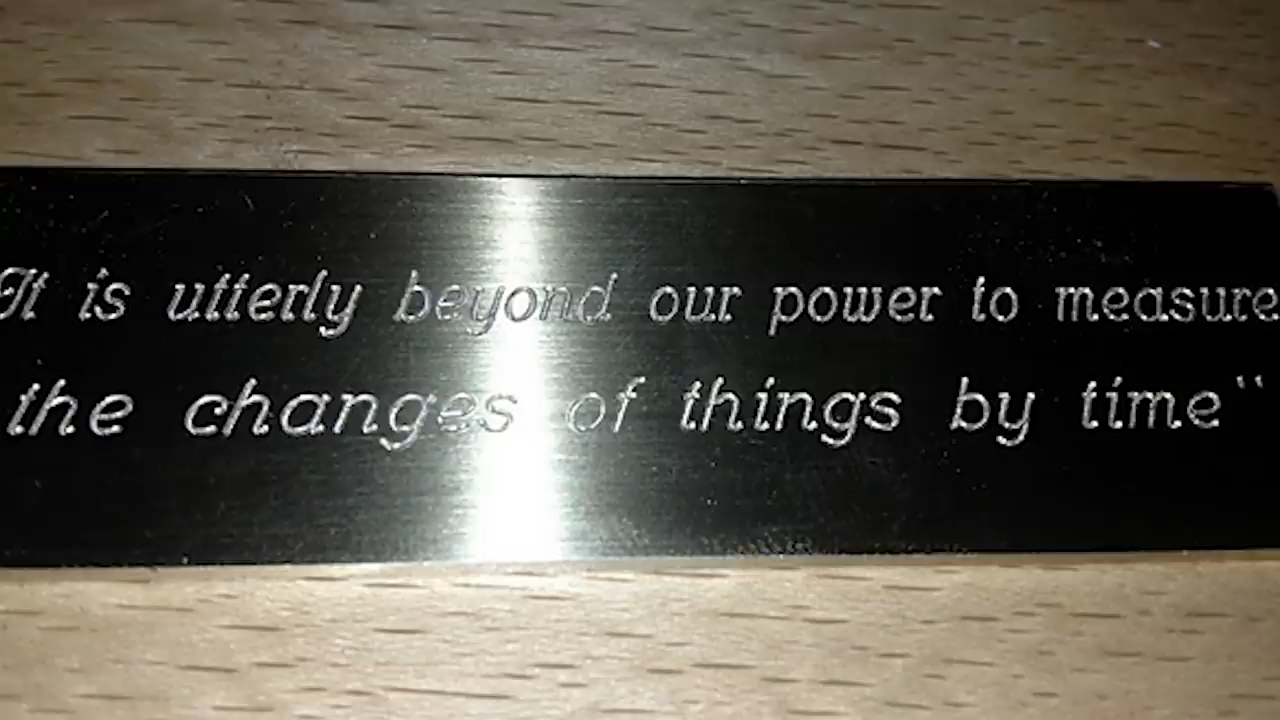 It is utterly beyond our power to measure
the changes of things by time"